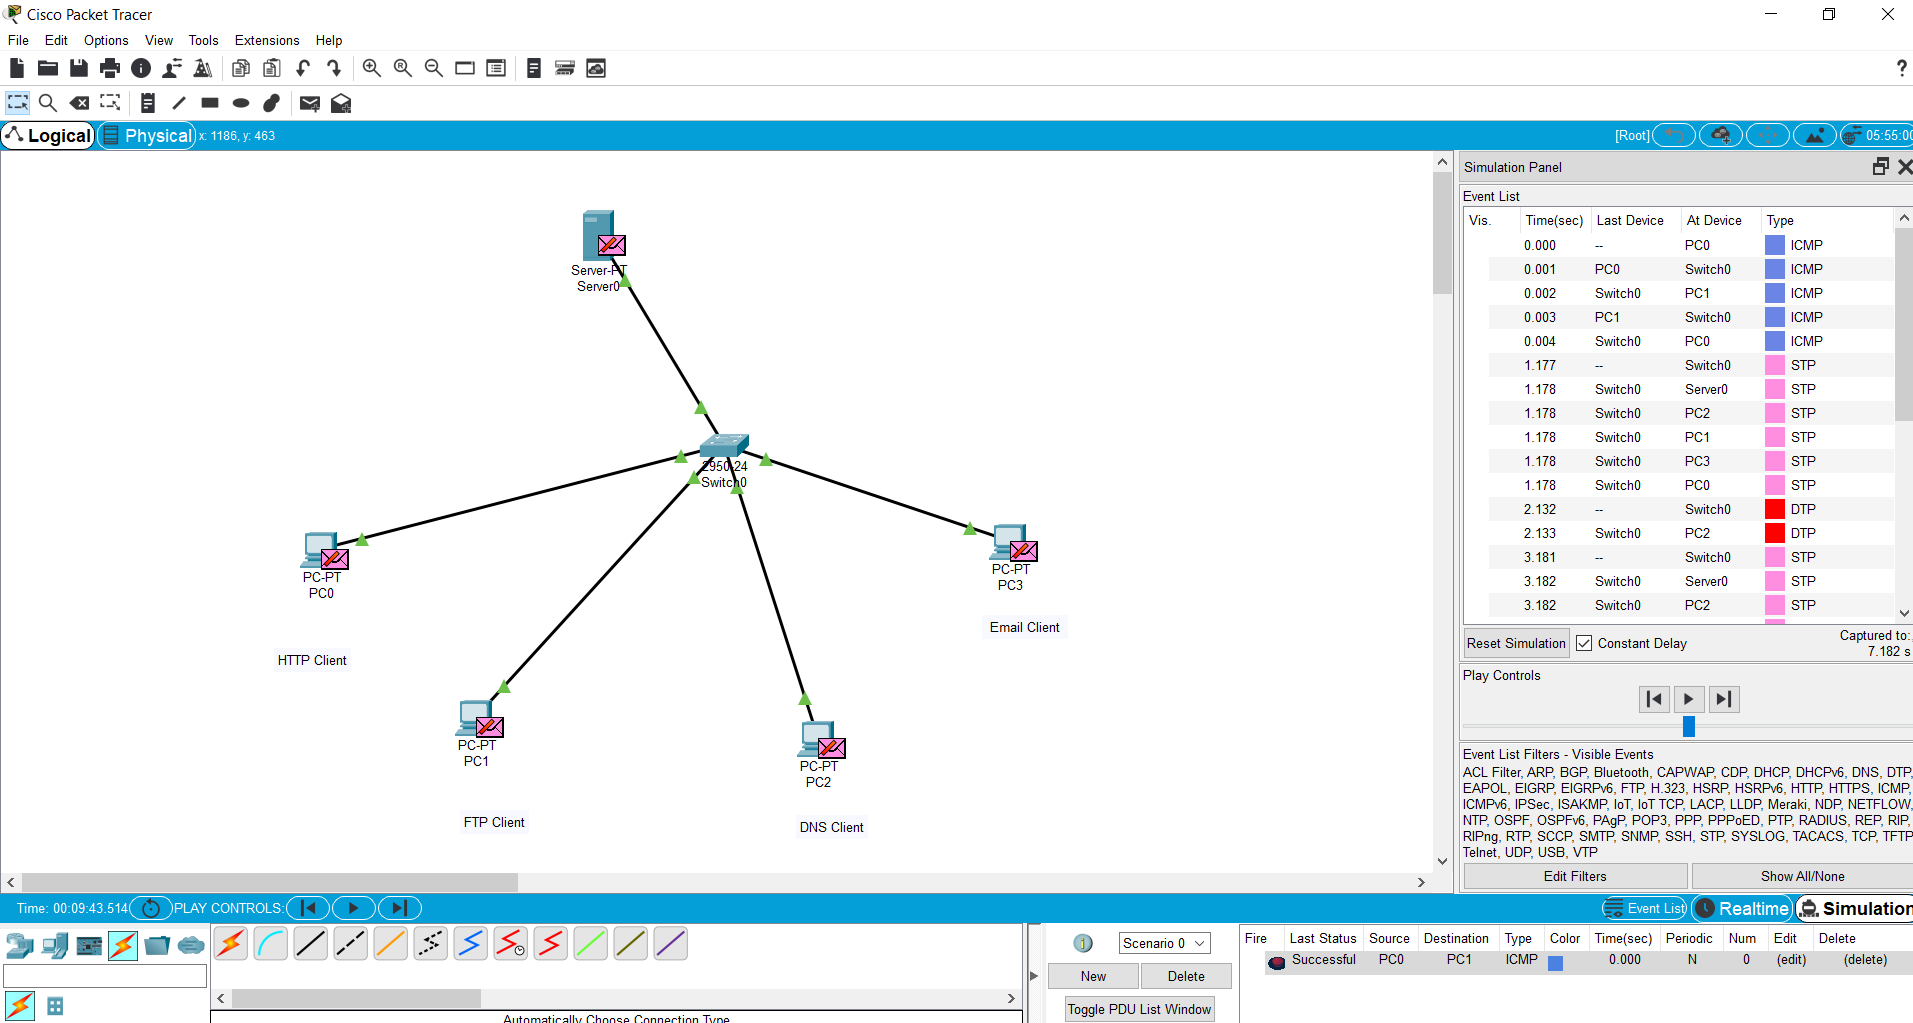 Cisco Packet Tracer
File Edit Options View Tools Extensions Help
?
Logical Physical x: 1186, y: 463 [Root] 05:55:00
Server-PT
Server0
2950-24
Switch0
PC-PT
PC0
HTTP Client
PC-PT
PC1
FTP Client
PC-PT
PC2
DNS Client
PC-PT
PC3
Email Client
Simulation Panel
Event List
Vis. Time(sec) Last Device At Device Type
0.000 -- PC0 ICMP
0.001 PC0 Switch0 ICMP
0.002 Switch0 PC1 ICMP
0.003 PC1 Switch0 ICMP
0.004 Switch0 PC0 ICMP
1.177 -- Switch0 STP
1.178 Switch0 Server0 STP
1.178 Switch0 PC2 STP
1.178 Switch0 PC1 STP
1.178 Switch0 PC3 STP
1.178 Switch0 PC0 STP
2.132 -- Switch0 DTP
2.133 Switch0 PC2 DTP
3.181 -- Switch0 STP
3.182 Switch0 Server0 STP
3.182 Switch0 PC2 STP
Reset Simulation Constant Delay Captured to:
7.182 s
Play Controls
Event List Filters - Visible Events
ACL Filter, ARP, BGP, Bluetooth, CAPWAP, CDP, DHCP, DHCPv6, DNS, DTP,
EAPOL, EIGRP, EIGRPv6, FTP, H.323, HSRP, HSRPv6, HTTP, HTTPS, ICMP,
ICMPv6, IPSec, ISAKMP, IoT, IoT TCP, LACP, LLDP, Meraki, NDP, NETFLOW,
NTP, OSPF, OSPFv6, PAgP, POP3, PPP, PPPoED, PTP, RADIUS, REP, RIP,
RIPng, RTP, SCCP, SMTP, SNMP, SSH, STP, SYSLOG, TACACS, TCP, TFTP
Telnet, UDP, USB, VTP
Edit Filters Show All/None
Time: 00:09:43.514 PLAY CONTROLS: Event List Realtime Simulation
Automatically Choose Connection Type
Scenario 0
New Delete
Toggle PDU List Window
Fire Last Status Source Destination Type Color Time(sec) Periodic Num Edit Delete
Successful PC0 PC1 ICMP 0.000 N 0 (edit) (delete)